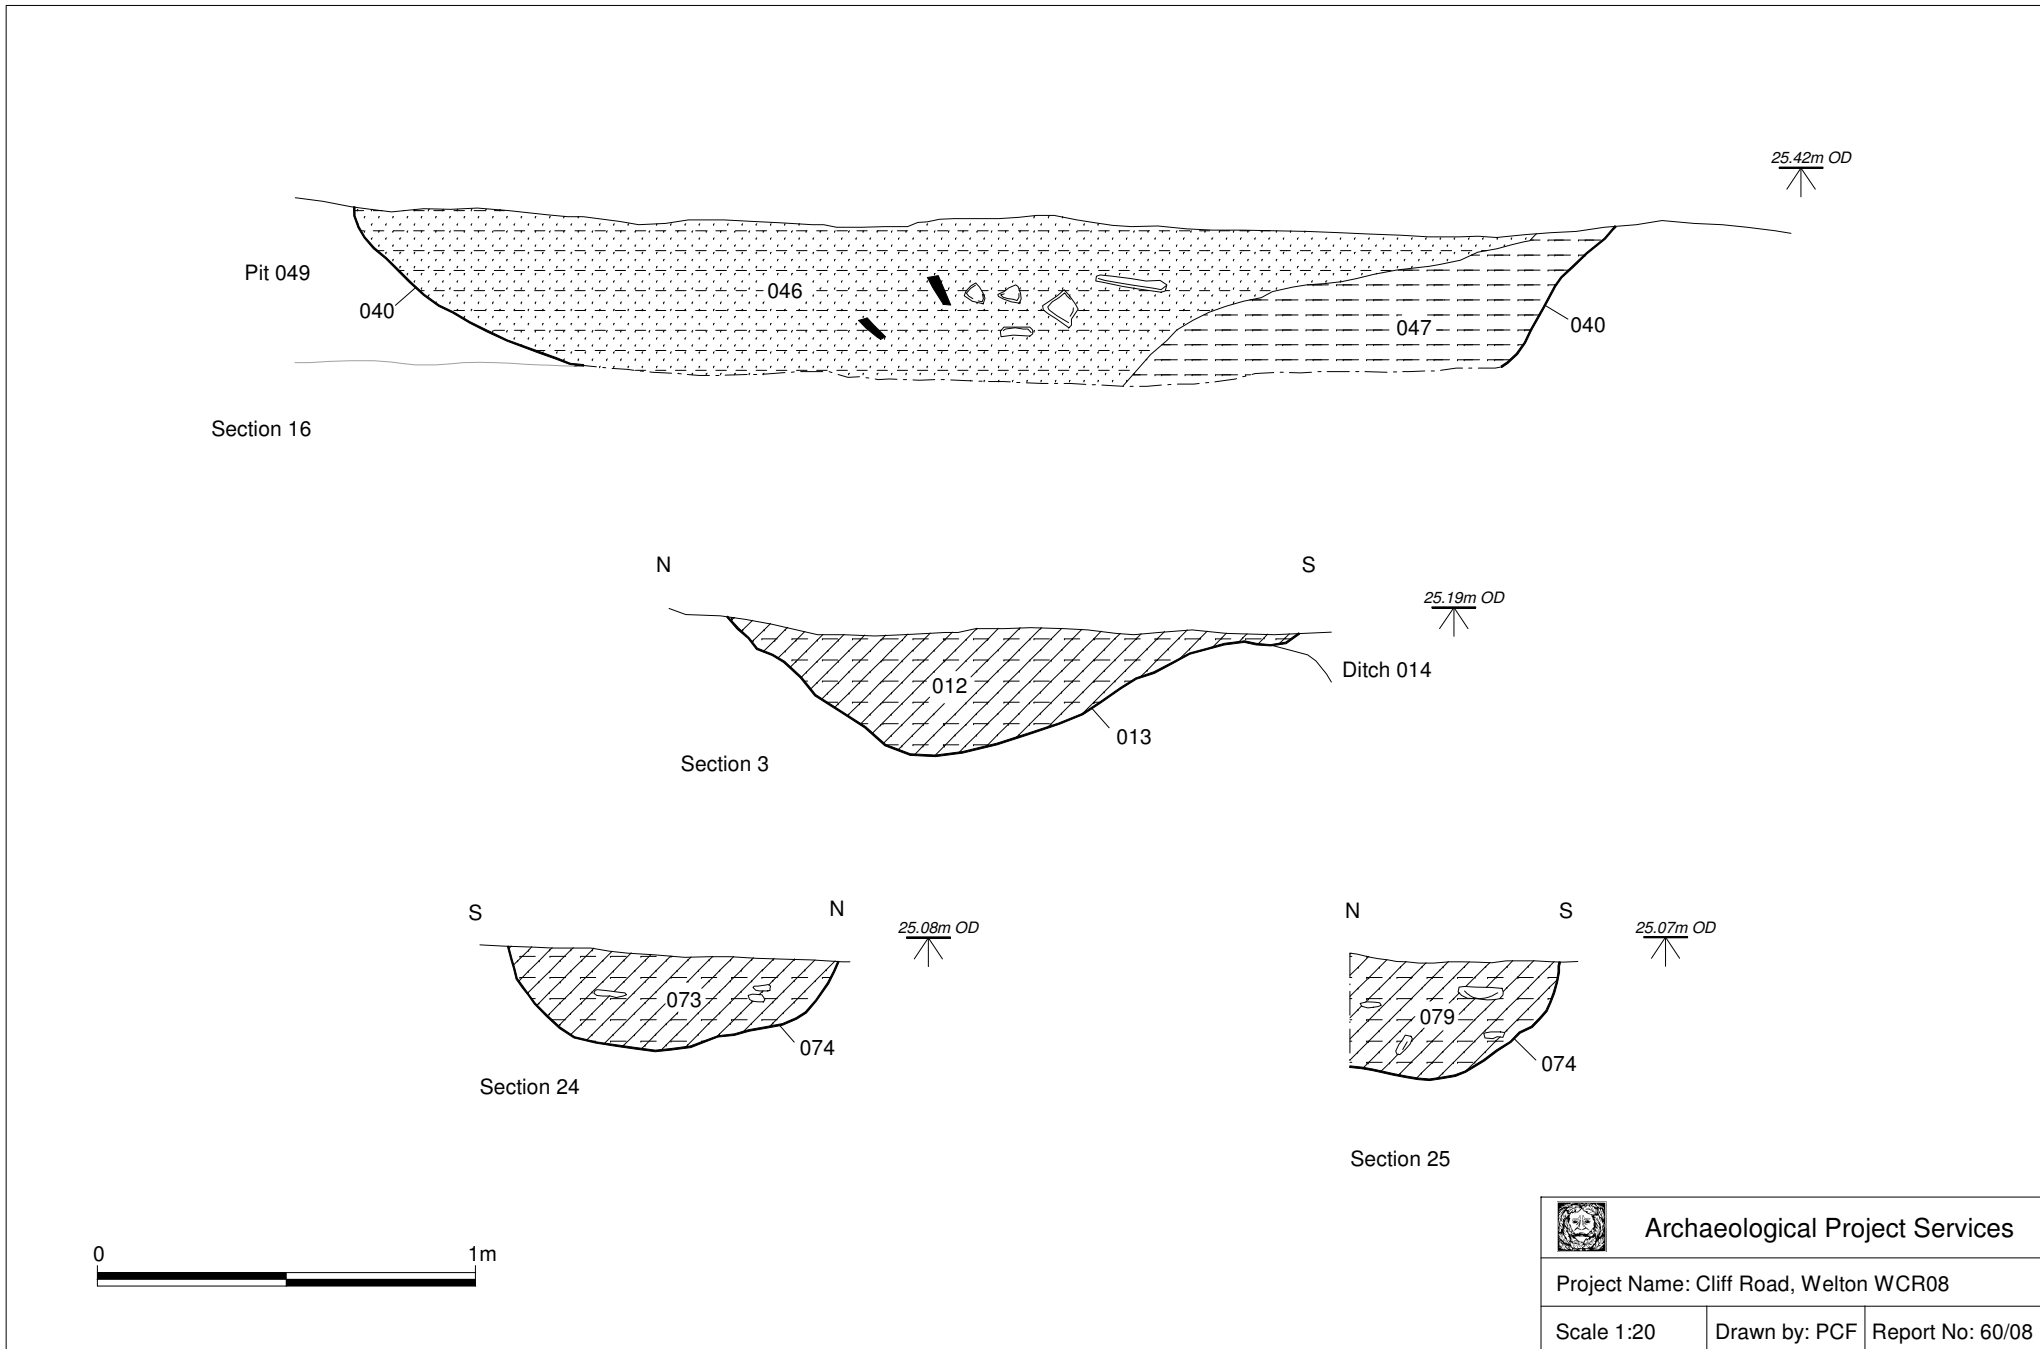 25.42m OD
Pit 049
046
040
047
040
Section 16
N
S
25.19m OD
Ditch 014
012
013
Section 3
S
N
25.08m OD
073
074
Section 24
N
S
25.07m OD
079
074
Section 25
0
1m
Archaeological Project Services
Project Name: Cliff Road, Welton WCR08
Scale 1:20
Drawn by: PCF
Report No: 60/08